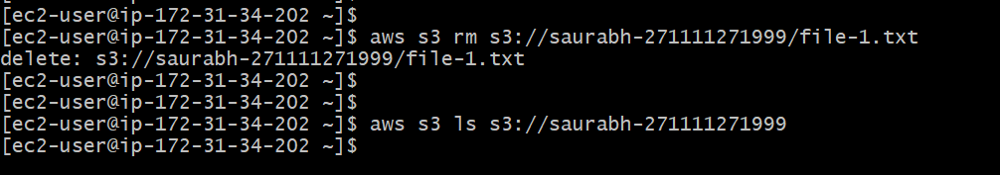 [ec2-user@ip-172-31-34-202 ~]$
[ec2-user@ip-172-31-34-202 ~]$ aws s3 rm s3://saurabh-271111271999/file-1.txt
delete: s3://saurabh-271111271999/file-1.txt
[ec2-user@ip-172-31-34-202 ~]$
[ec2-user@ip-172-31-34-202 ~]$
[ec2-user@ip-172-31-34-202 ~]$ aws s3 ls s3://saurabh-271111271999
[ec2-user@ip-172-31-34-202 ~]$